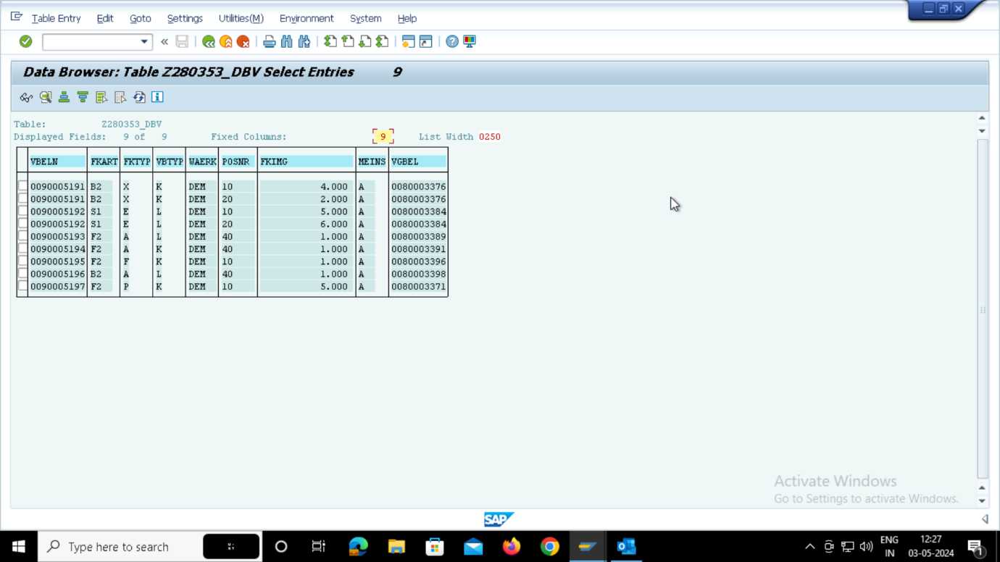 Table Entry Edit Goto Settings Utilities(M) Environment System Help
Data Browser: Table Z280353_DBV Select Entries 9
Table: Z280353_DBV
Displayed Fields: 9 of 9 Fixed Columns: 9 List Width 0250
VBELN FKART FKTYP VBTYP WAERK POSNR FKIMG MEINS VGBEL
0090005191 B2 X K DEM 10 4.000 A 0080003376
0090005191 B2 X K DEM 20 2.000 A 0080003376
0090005192 S1 E L DEM 10 5.000 A 0080003384
0090005192 S1 E L DEM 20 6.000 A 0080003384
0090005193 F2 A L DEM 40 1.000 A 0080003389
0090005194 F2 A K DEM 40 1.000 A 0080003391
0090005195 F2 F K DEM 10 1.000 A 0080003396
0090005196 B2 A L DEM 40 1.000 A 0080003398
0090005197 F2 P K DEM 10 5.000 A 0080003371
Activate Windows
Go to Settings to activate Windows.
SAP
Type here to search
ENG
IN
12:27
03-05-2024
1